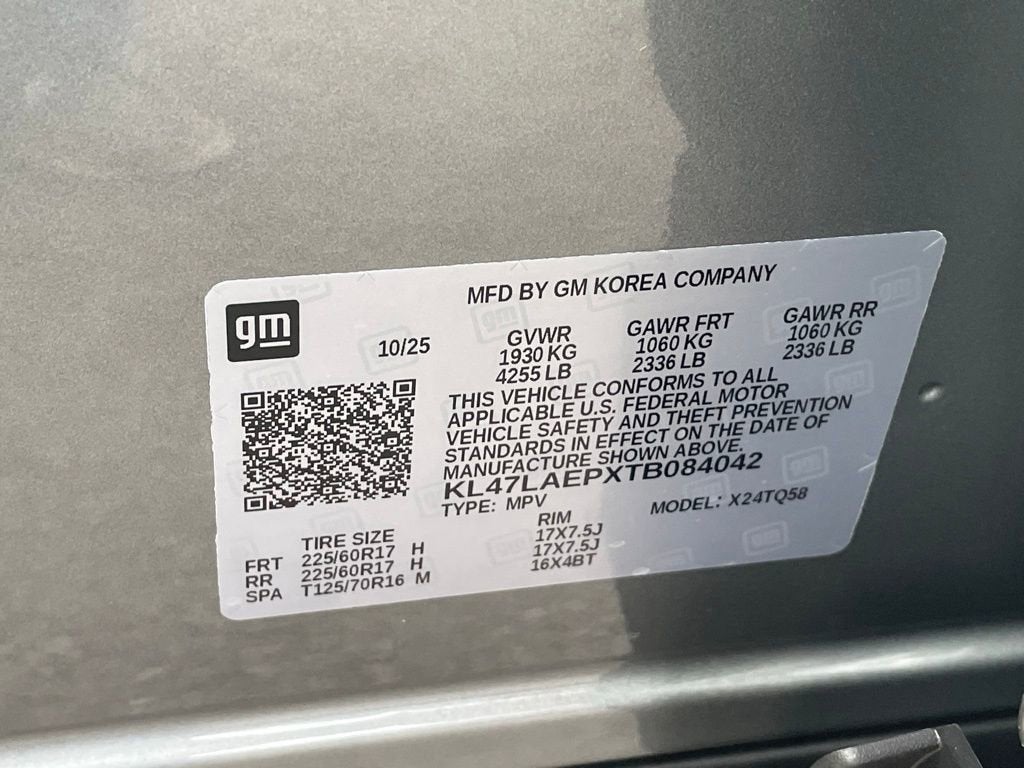 gm
MFD BY GM KOREA COMPANY
10/25
GVWR GAWR FRT GAWR RR
1930 KG 1060 KG 1060 KG
4255 LB 2336 LB 2336 LB
THIS VEHICLE CONFORMS TO ALL
APPLICABLE U.S. FEDERAL MOTOR
VEHICLE SAFETY AND THEFT PREVENTION
STANDARDS IN EFFECT ON THE DATE OF
MANUFACTURE SHOWN ABOVE.
KL47LAEPXTB084042
TYPE: MPV MODEL: X24TQ58
TIRE SIZE RIM
FRT 225/60R17 H 17X7.5J
RR 225/60R17 H 17X7.5J
SPA T125/70R16 M 16X4BT